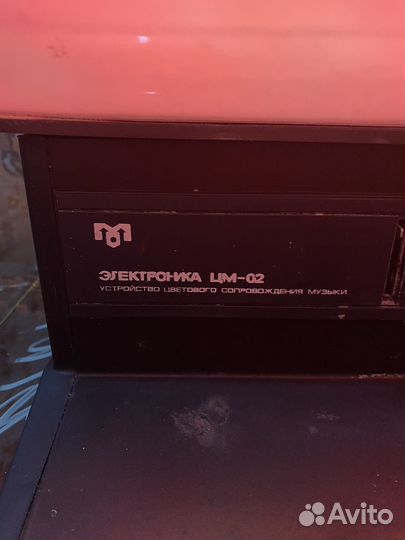 ЭЛЕКТРОНИКА ЦМ-02
УСТРОЙСТВО ЦВЕТОВОГО СОПРОВОЖДЕНИЯ МУЗЫКИ
Avito